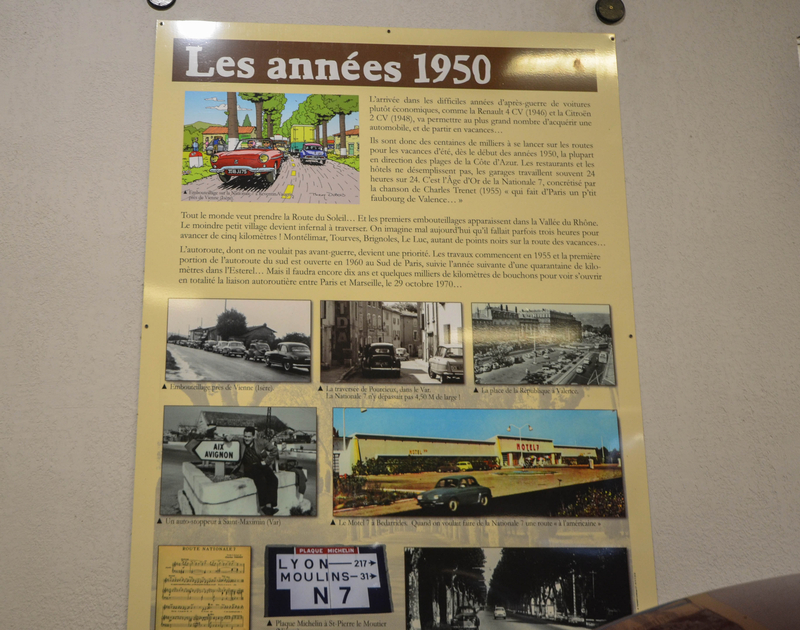 Les années 1950
L'arrivée dans les difficiles années d'après-guerre de voitures
plutôt économiques, comme la Renault 4 CV (1946) et la Citroën
2 CV (1948), va permettre au plus grand nombre d'acquérir une
automobile, et de partir en vacances…
Ils sont donc des centaines de milliers à se lancer sur les routes
pour les vacances d'été, dès le début des années 1950, la plupart
en direction des plages de la Côte d'Azur. Les restaurants et les
hôtels ne désemplissent pas, les garages travaillent souvent 24
heures sur 24. C'est l'Âge d'Or de la Nationale 7, concrétisé par
la chanson de Charles Trenet (1955) « qui fait d'Paris un p'tit
faubourg de Valence… »
Embouteillage sur la
près de Vienne (Isère)
Tout le monde veut prendre la Route du Soleil… Et les premiers embouteillages apparaissent dans la Vallée du Rhône.
Le moindre petit village devient infernal à traverser. On imagine mal aujourd'hui qu'il fallait parfois trois heures pour
avancer de cinq kilomètres ! Montélimar, Tourves, Brignoles, Le Luc, autant de points noirs sur la route des vacances…
L'autoroute, dont on ne voulait pas avant-guerre, devient une priorité. Les travaux commencent en 1955 et la première
portion de l'autoroute du sud est ouverte en 1960 au Sud de Paris, suivie l'année suivante d'une quarantaine de kilo-
mètres dans l'Esterel… Mais il faudra encore dix ans et quelques milliers de kilomètres de bouchons pour voir s'ouvrir
en totalité la liaison autoroutière entre Paris et Marseille, le 29 octobre 1970…
Embouteillage près de Vienne (Isère).
La traversée de Pourcieux, dans le Var.
La Nationale 7 n'y dépassait pas 4,50 M de large !
La place de la République à Valence.
AIX
AVIGNON
MOTEL 7
Un auto-stoppeur à Saint-Maximin (Var)
Le Motel 7 à Bédarrides. Quand on voulait faire de la Nationale 7 une route « à l'américaine »
ROUTE NATIONALE 7
PLAQUE MICHELIN
LYON 217
MOULINS 31
N7
Plaque Michelin à St-Pierre le Moutier